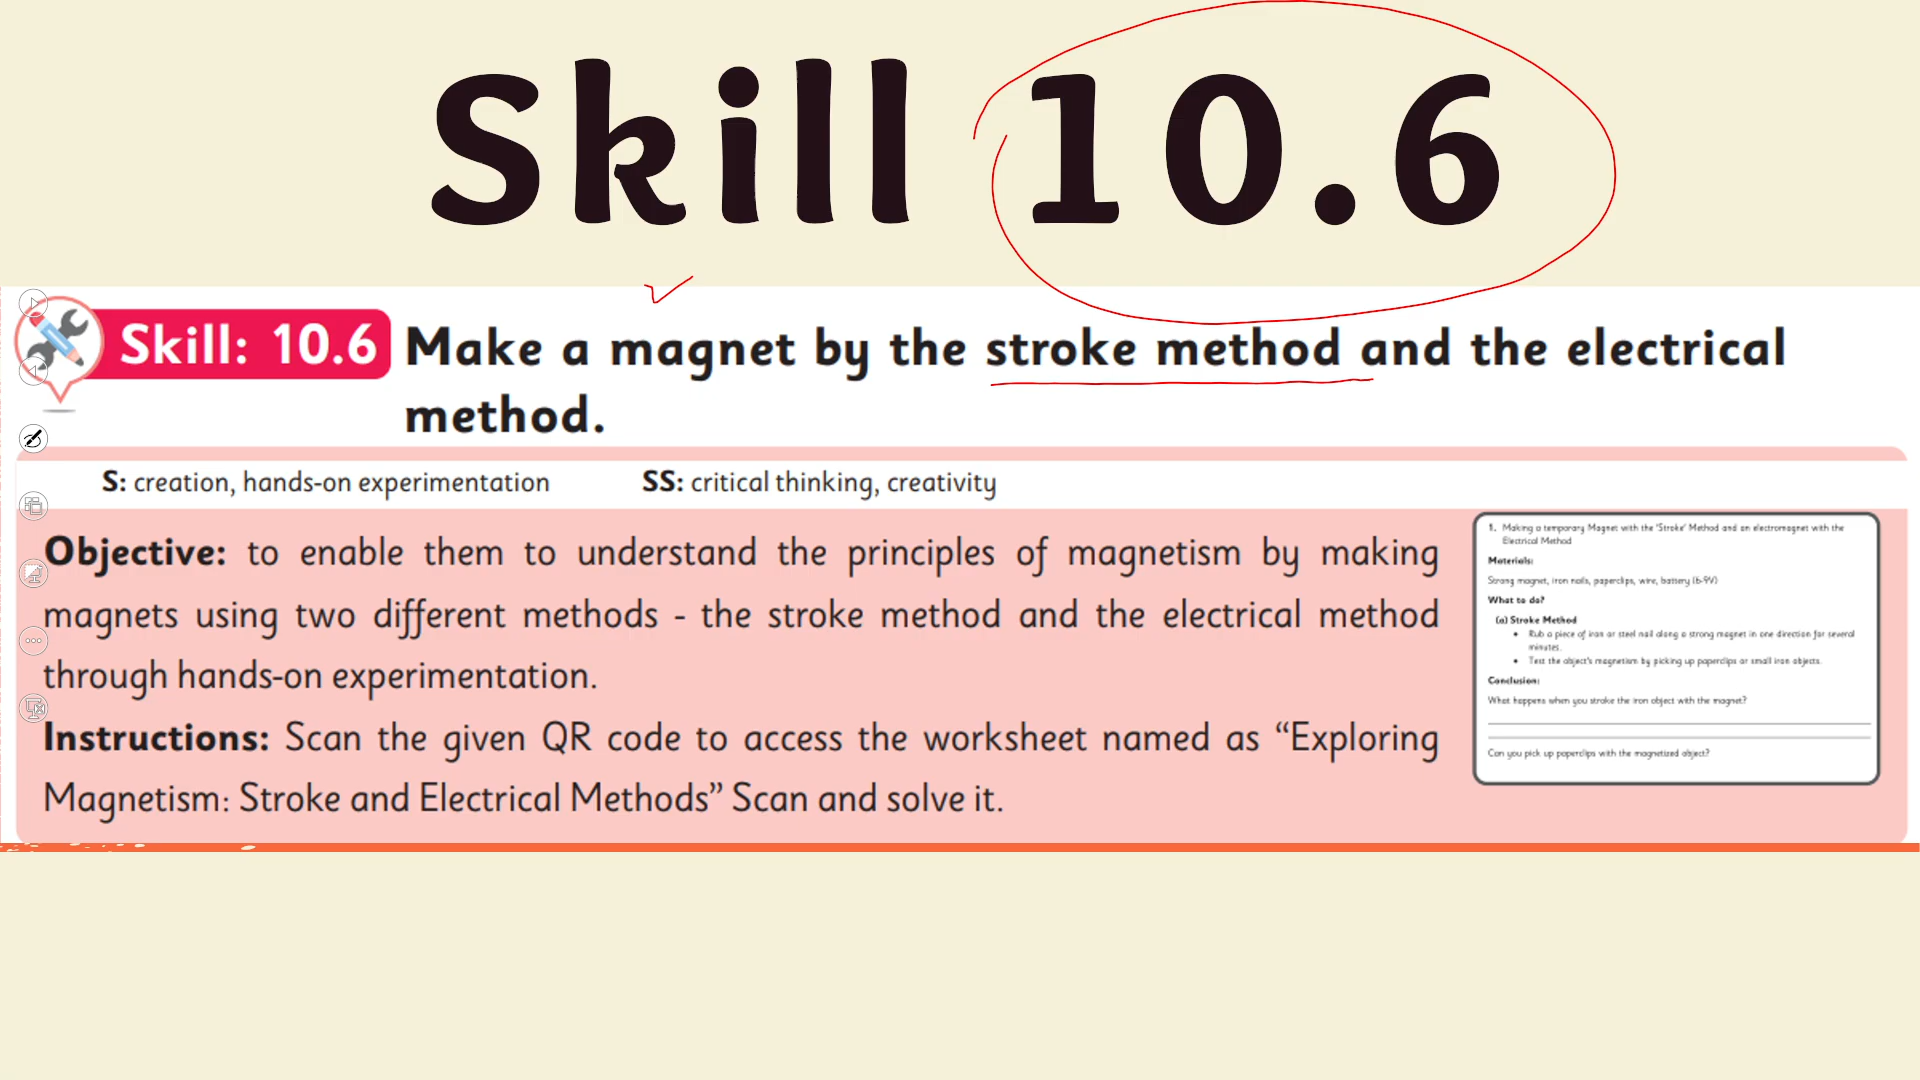 Skill 10.6
Skill: 10.6 Make a magnet by the stroke method and the electrical
method.
S: creation, hands-on experimentation SS: critical thinking, creativity
Objective: to enable them to understand the principles of magnetism by making
magnets using two different methods - the stroke method and the electrical method
through hands-on experimentation.
Instructions: Scan the given QR code to access the worksheet named as “Exploring
Magnetism: Stroke and Electrical Methods” Scan and solve it.
1. Making a temporary Magnet with the 'Stroke' Method and an electromagnet with the
Electrical Method
Materials:
Strong magnet, iron nails, paperclips, wire, battery (6-9V)
What to do?
(a) Stroke Method
• Rub a piece of iron or steel nail along a strong magnet in one direction for several
minutes.
• Test the object's magnetism by picking up paperclips or small iron objects.
Conclusion:
What happens when you stroke the iron object with the magnet?
Can you pick up paperclips with the magnetized object?